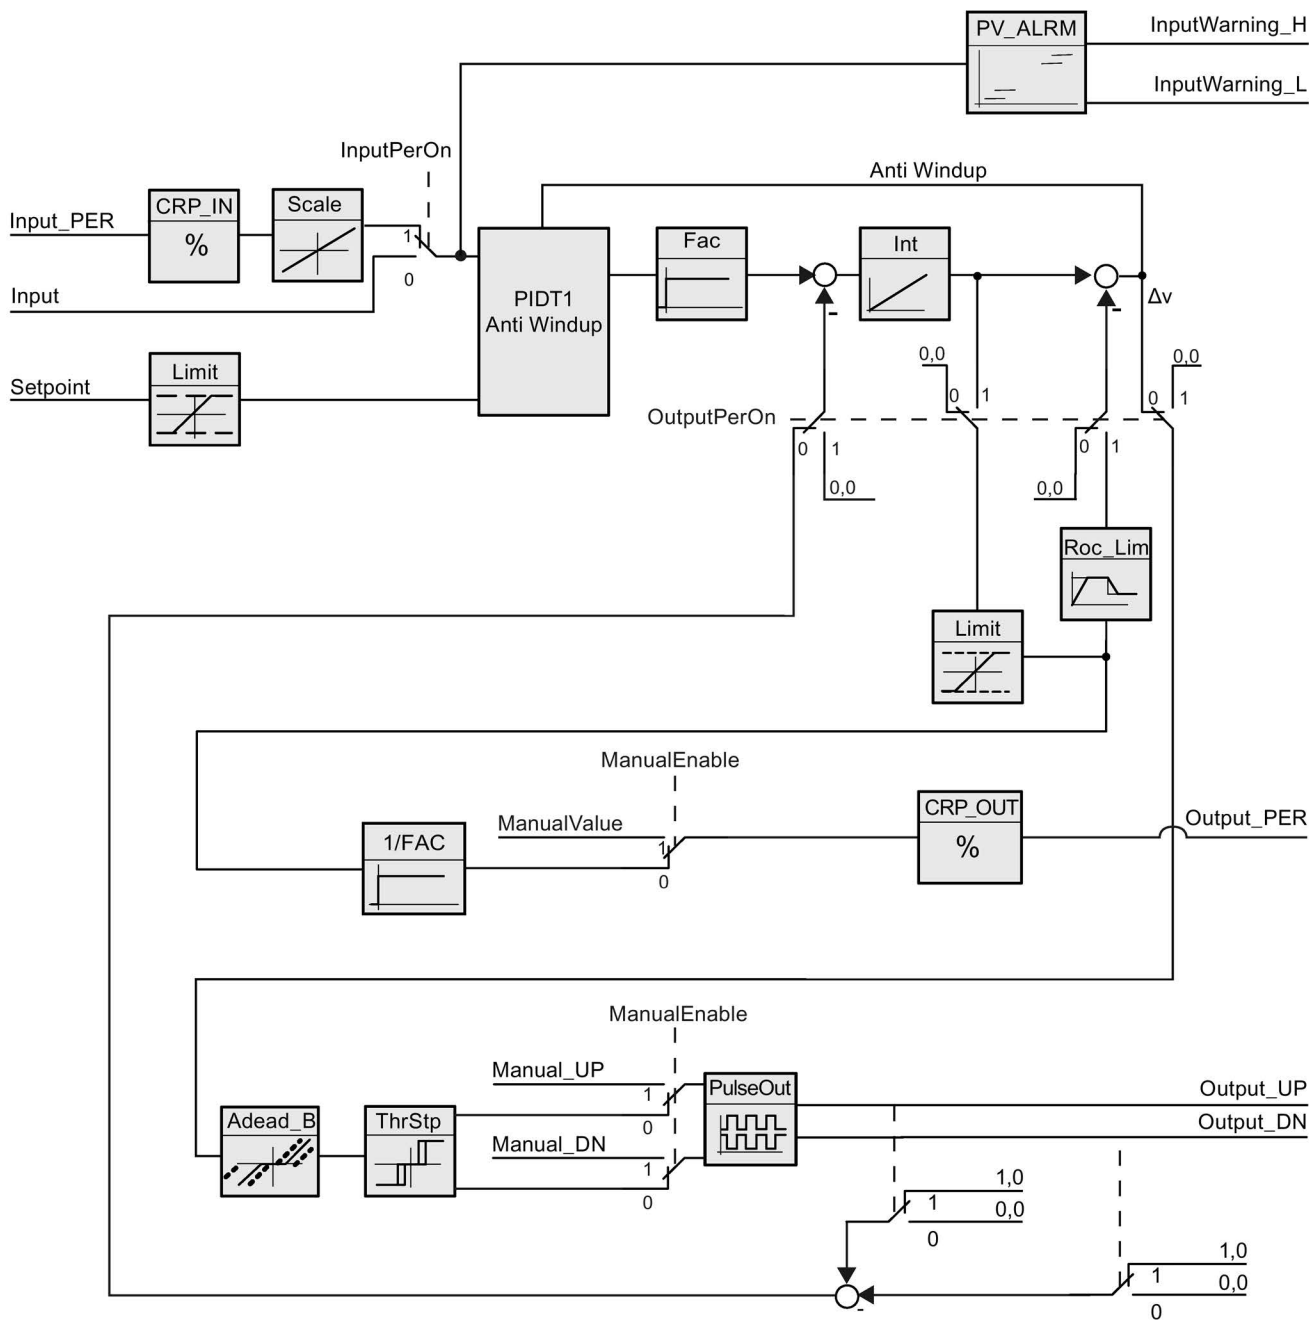 PV_ALRM
InputWarning_H
InputWarning_L
InputPerOn
Anti Windup
Input_PER
CRP_IN
%
Scale
1
0
Input
PIDT1
Anti Windup
Fac
Int
-
-
Δv
Setpoint
Limit
0,0
0,0
0 1
0 1
OutputPerOn
0 1
0 1
0,0
0,0
Roc_Lim
Limit
ManualEnable
ManualValue
1
0
1/FAC
CRP_OUT
%
Output_PER
ManualEnable
Manual_UP
1
0
Manual_DN
1
0
Adead_B
ThrStp
PulseOut
Output_UP
Output_DN
1,0
1
0,0
0
1,0
1
0,0
0
-